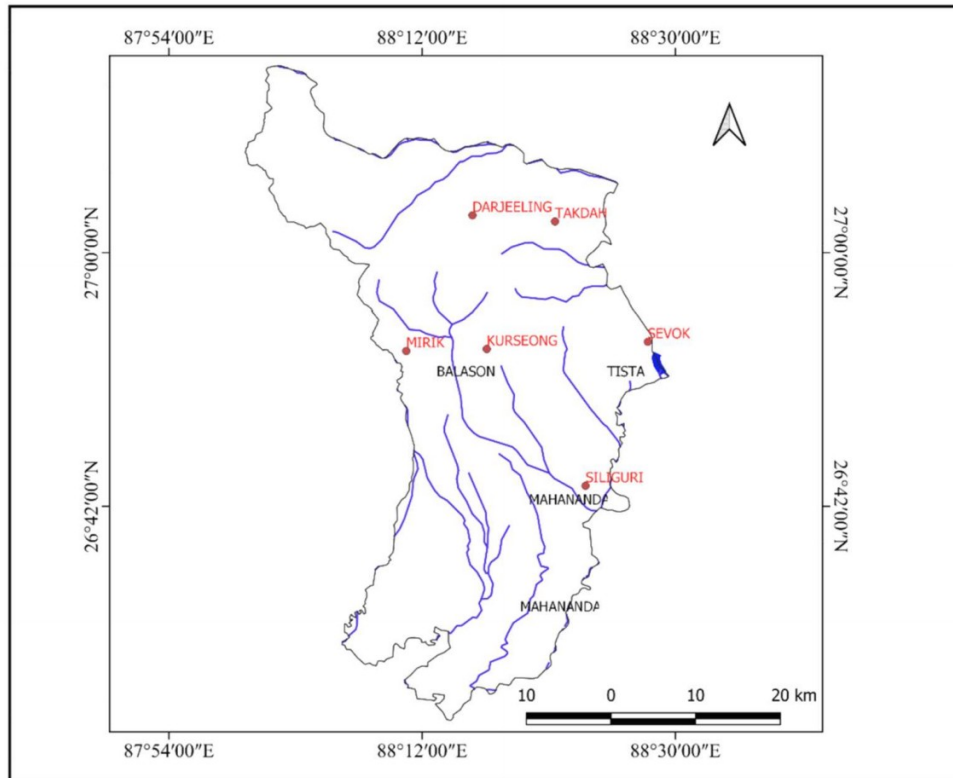 87°54′00″E 88°12′00″E 88°30′00″E
DARJEELING
TAKDAH
27°00′00″N
27°00′00″N
SEVOK
MIRIK
KURSEONG
BALASON
TISTA
SILIGURI
MAHANANDA
26°42′00″N
26°42′00″N
MAHANANDA
10 0 10 20 km
87°54′00″E 88°12′00″E 88°30′00″E